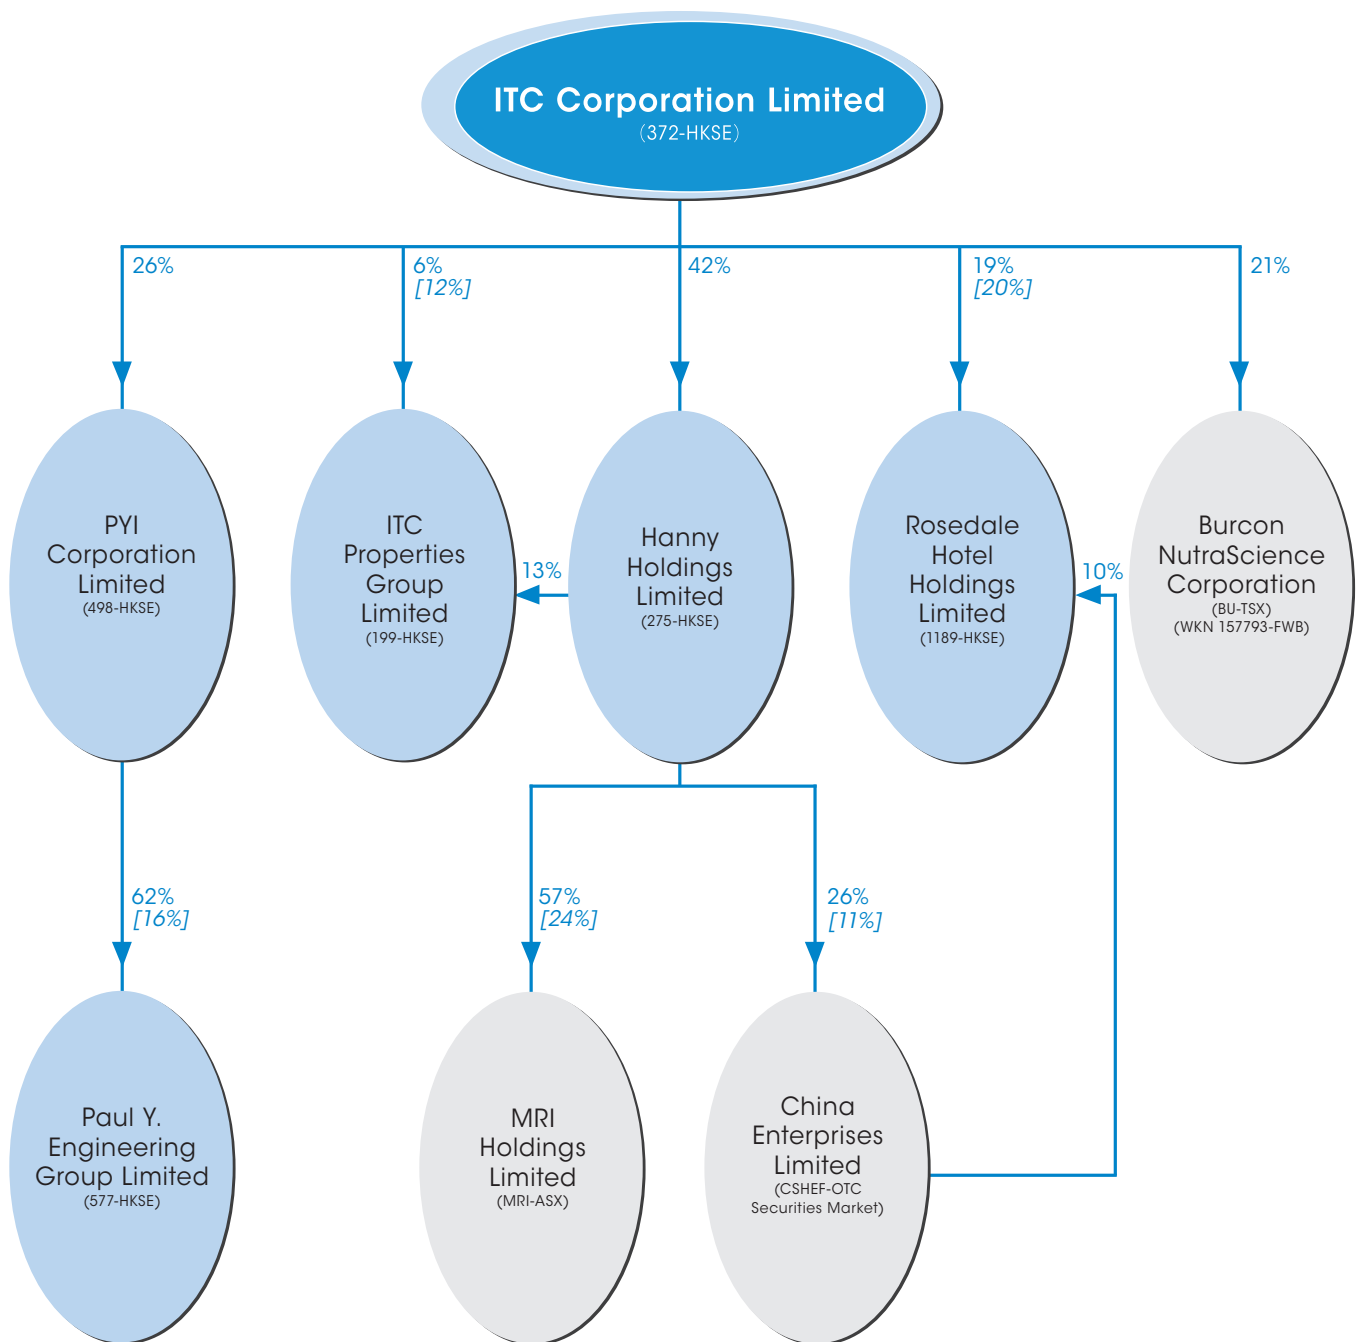 ITC Corporation Limited
(372-HKSE)
26%
6%
[12%]
42%
19%
[20%]
21%
PYI
Corporation
Limited
(498-HKSE)
ITC
Properties
Group
Limited
(199-HKSE)
13%
Hanny
Holdings
Limited
(275-HKSE)
Rosedale
Hotel
Holdings
Limited
(1189-HKSE)
10%
Burcon
NutraScience
Corporation
(BU-TSX)
(WKN 157793-FWB)
62%
[16%]
57%
[24%]
26%
[11%]
Paul Y.
Engineering
Group Limited
(577-HKSE)
MRI
Holdings
Limited
(MRI-ASX)
China
Enterprises
Limited
(CSHEF-OTC
Securities Market)